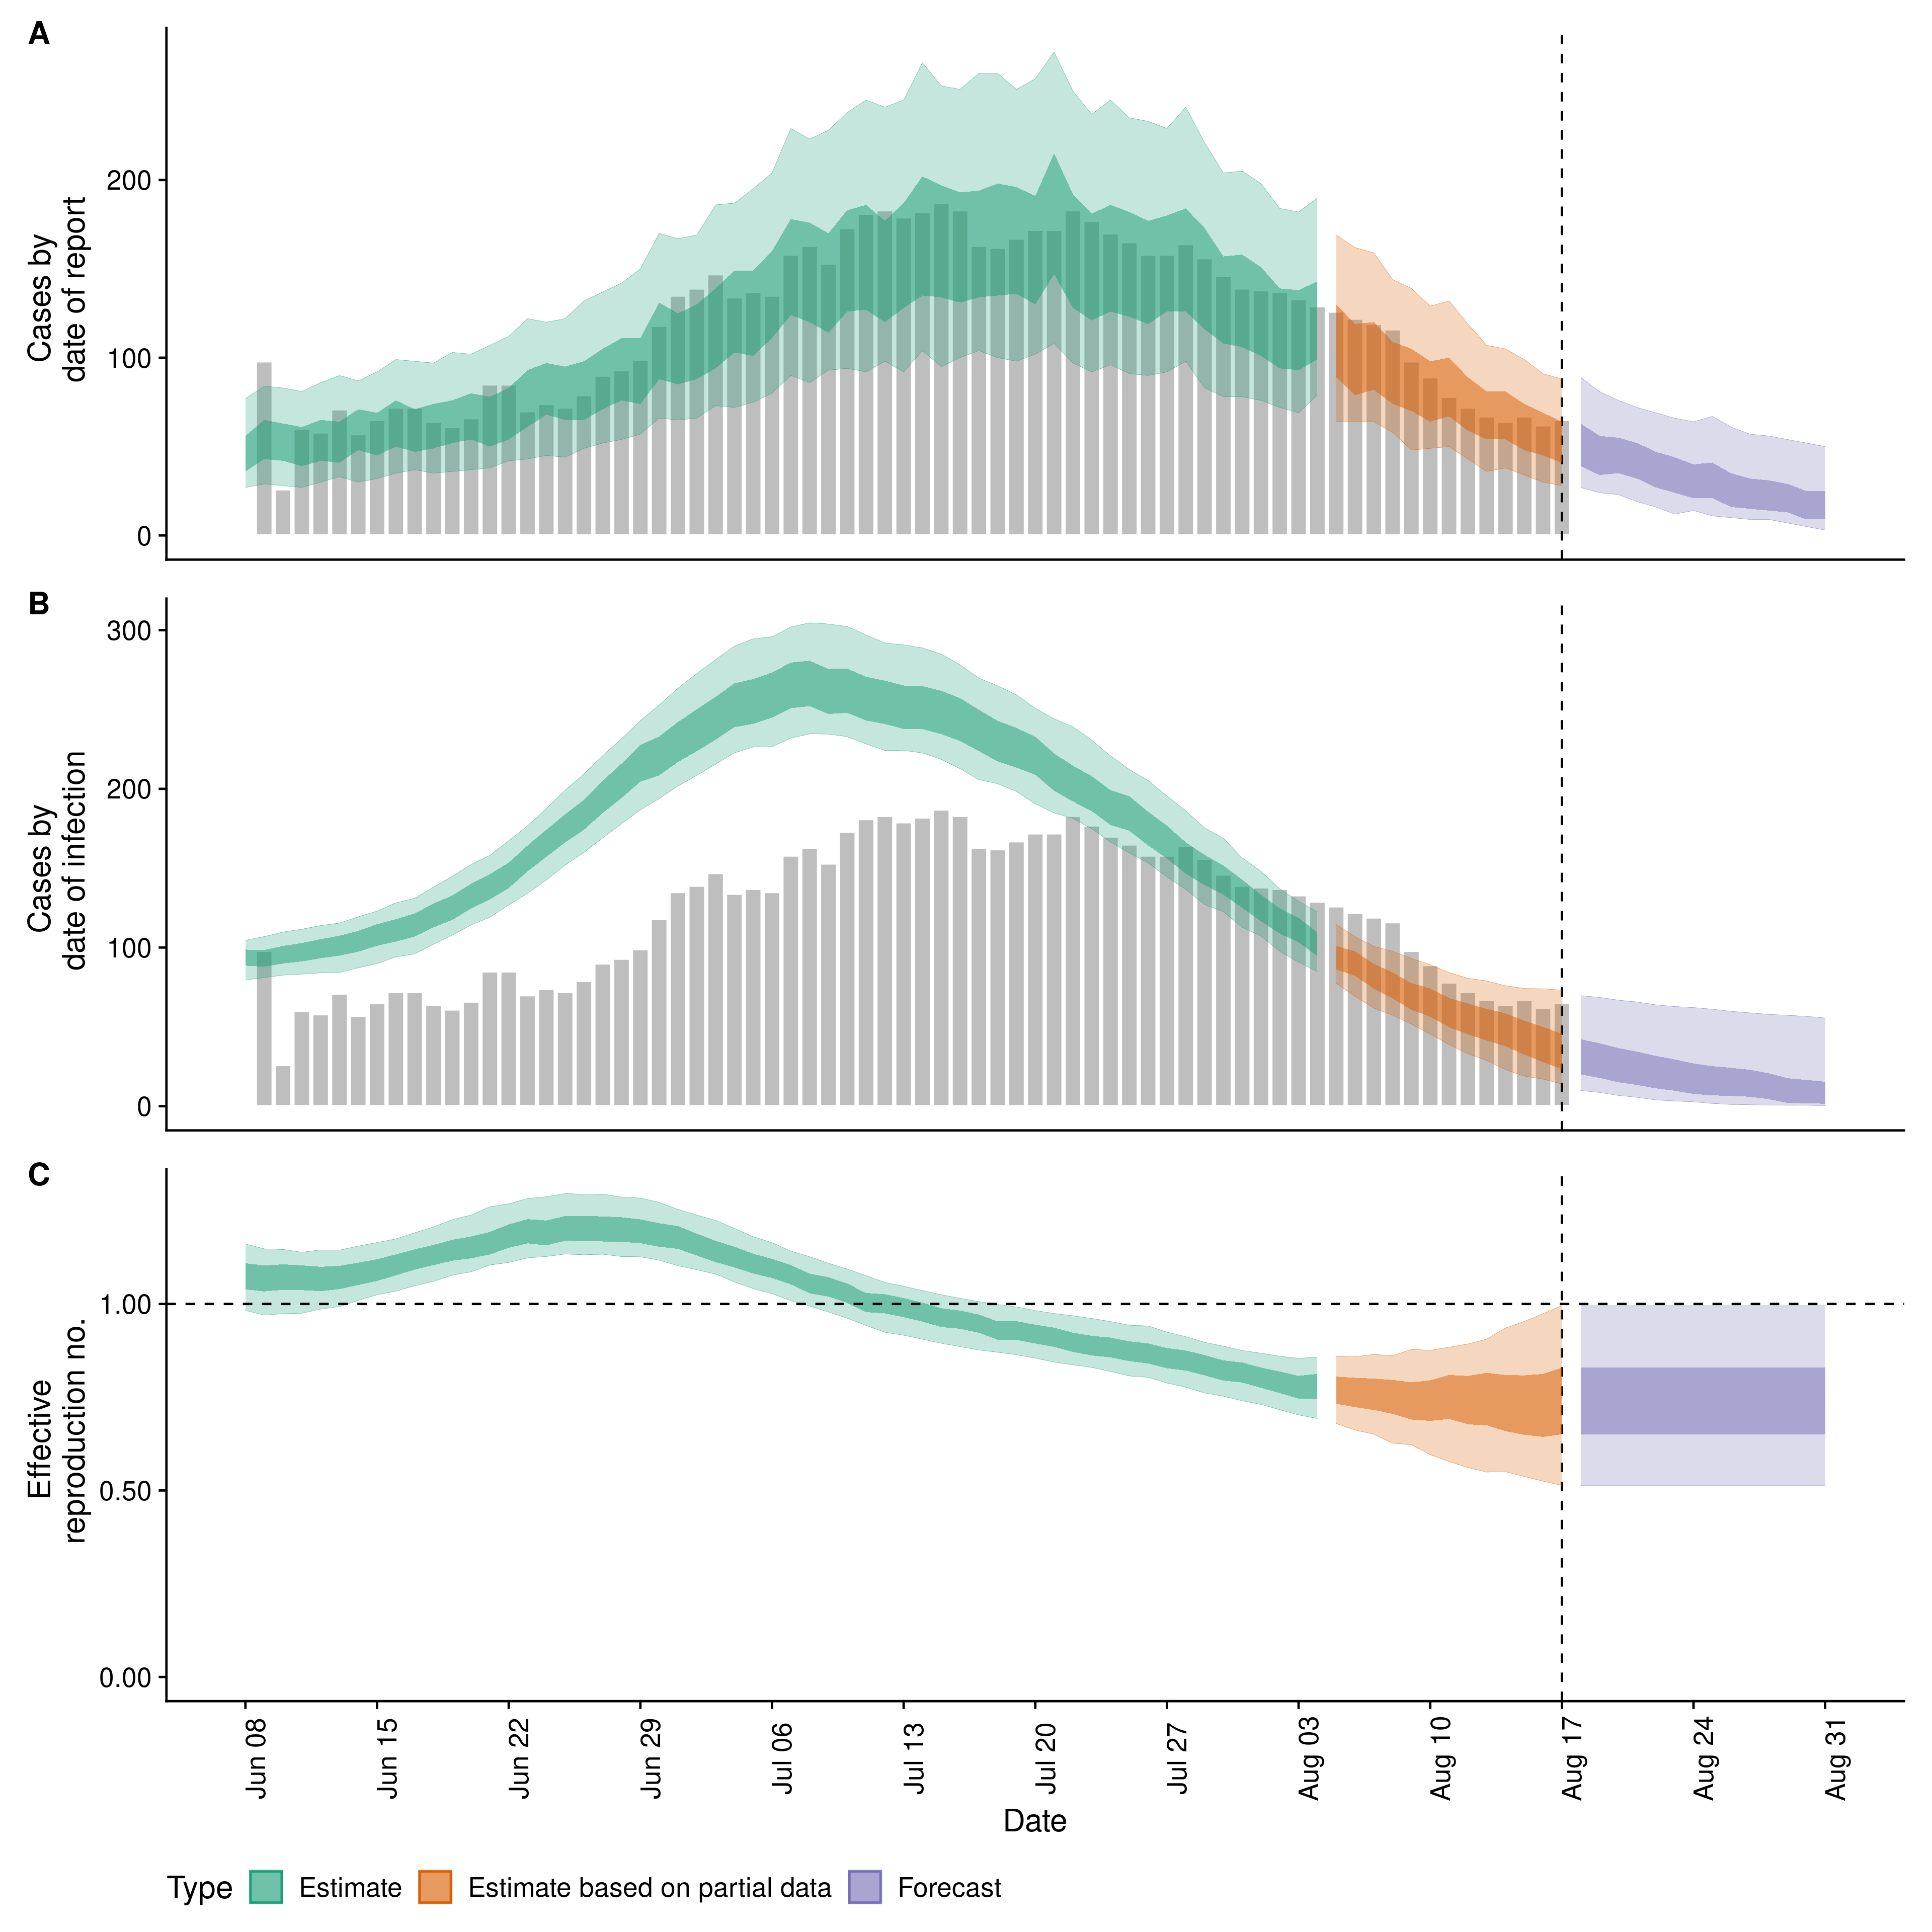 A
Cases by
date of report
200
100
0
B
Cases by
date of infection
300
200
100
0
C
Effective
reproduction no.
1.00
0.50
0.00
Jun 08
Jun 15
Jun 22
Jun 29
Jul 06
Jul 13
Jul 20
Jul 27
Aug 03
Aug 10
Aug 17
Aug 24
Aug 31
Date
Type Estimate Estimate based on partial data Forecast